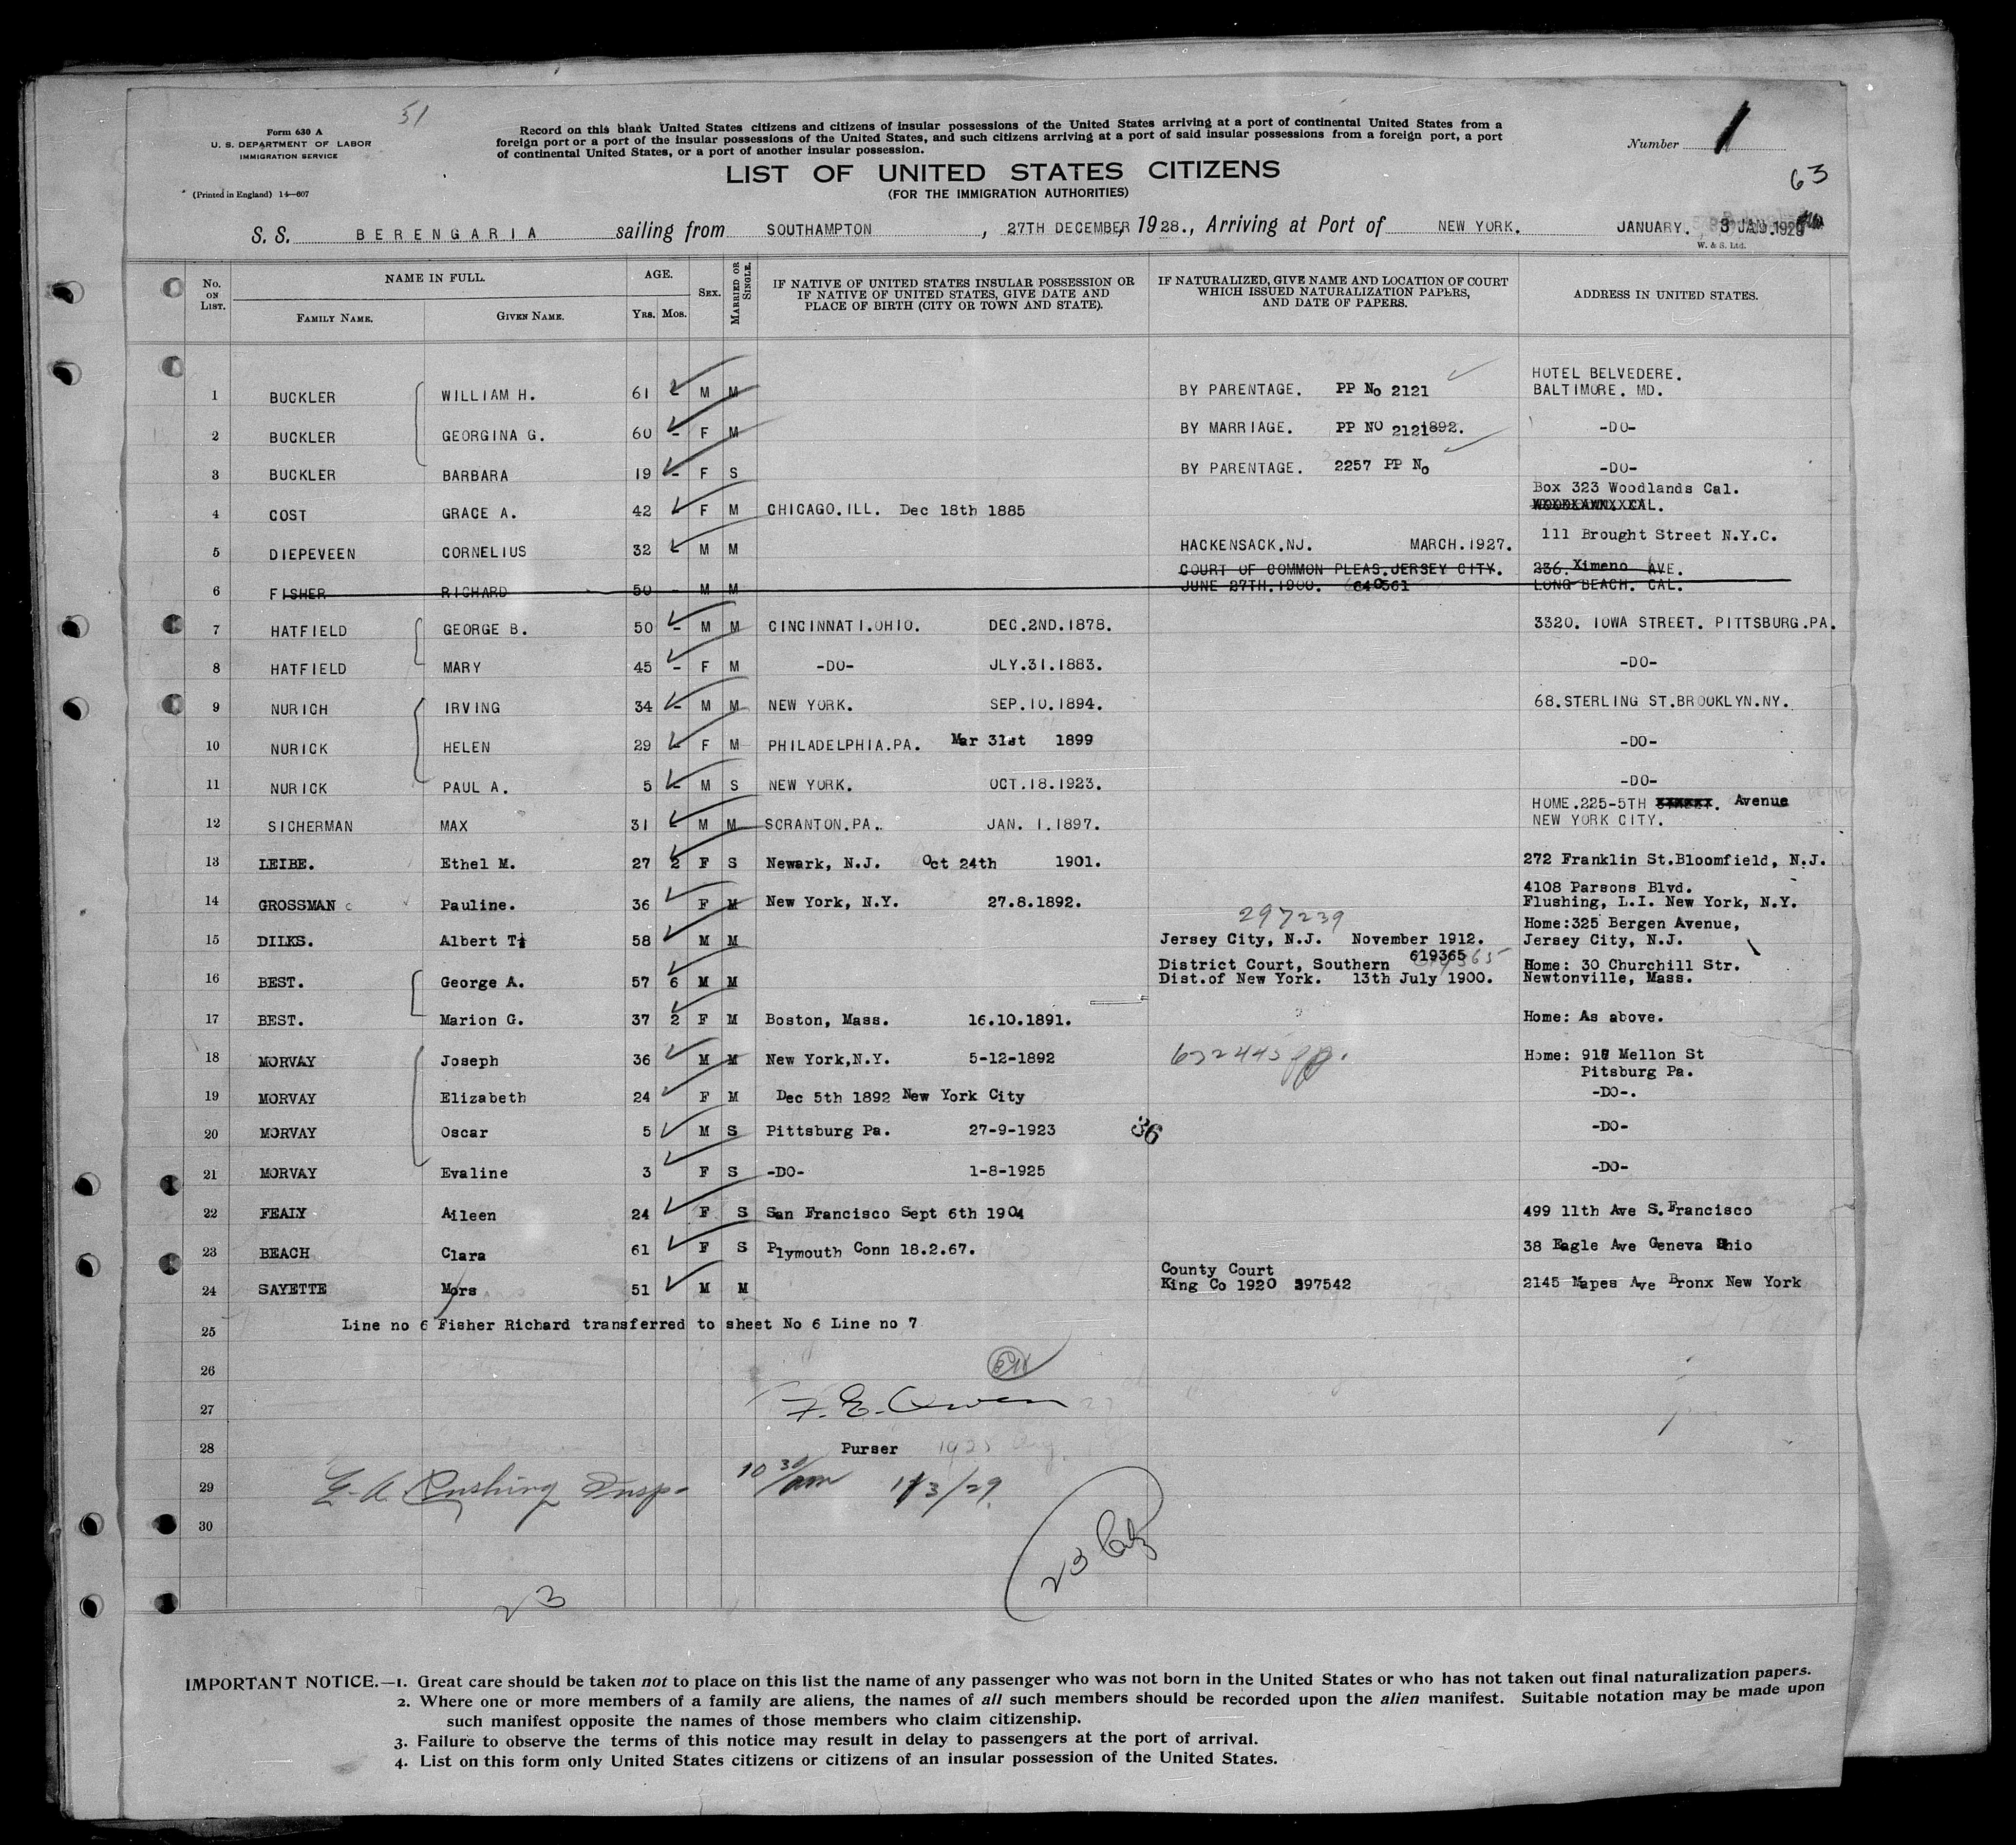 51
Form 630 A
U. S. DEPARTMENT OF LABOR
IMMIGRATION SERVICE
(Printed in England) 14—607
Record on this blank United States citizens and citizens of insular possessions of the United States arriving at a port of continental United States from a
foreign port or a port of the insular possessions of the United States, and such citizens arriving at a port of said insular possessions from a foreign port, a port
of continental United States, or a port of another insular possession.
Number 1
LIST OF UNITED STATES CITIZENS
(FOR THE IMMIGRATION AUTHORITIES)
63
S. S. BERENGARIA sailing from SOUTHAMPTON, 27TH DECEMBER, 1928., Arriving at Port of NEW YORK. JANUARY. 3 JAN.1929
W. & S. Ltd.
No. ON LIST. NAME IN FULL. FAMILY NAME. GIVEN NAME. AGE. YRS. MOS. SEX. MARRIED OR SINGLE. IF NATIVE OF UNITED STATES INSULAR POSSESSION OR IF NATIVE OF UNITED STATES, GIVE DATE AND PLACE OF BIRTH (CITY OR TOWN AND STATE). IF NATURALIZED, GIVE NAME AND LOCATION OF COURT WHICH ISSUED NATURALIZATION PAPERS, AND DATE OF PAPERS. ADDRESS IN UNITED STATES.
1 BUCKLER WILLIAM H. 61 - M M BY PARENTAGE. PP No 2121 HOTEL BELVEDERE. BALTIMORE. MD.
2 BUCKLER GEORGINA G. 60 - F M BY MARRIAGE. PP NO 2121 1892. -DO-
3 BUCKLER BARBARA 19 - F S BY PARENTAGE. 2257 PP No -DO-
4 COST GRACE A. 42 - F M CHICAGO.ILL. Dec 18th 1885 Box 323 Woodlands Cal. CAL.
5 DIEPEVEEN CORNELIUS 32 - M M HACKENSACK.NJ. MARCH.1927. 111 Brought Street N.Y.C.
6 FISHER RICHARD 50 - M M COURT OF COMMON PLEAS.JERSEY CITY. JUNE 27TH.1900. 640561 236. Ximeno AVE. LONG BEACH. CAL.
7 HATFIELD GEORGE B. 50 - M M CINCINNATI.OHIO. DEC.2ND.1878. 3320. IOWA STREET. PITTSBURG.PA.
8 HATFIELD MARY 45 - F M -DO- JLY.31.1883. -DO-
9 NURICH IRVING 34 - M M NEW YORK. SEP.10.1894. 68.STERLING ST.BROOKLYN.NY.
10 NURICK HELEN 29 - F M PHILADELPHIA.PA. Mar 31st 1899 -DO-
11 NURICK PAUL A. 5 - M S NEW YORK. OCT.18.1923. -DO-
12 SICHERMAN MAX 31 - M M SCRANTON.PA. JAN. 1.1897. HOME.225-5TH xxxxxx. Avenue NEW YORK CITY.
13 LEIBE. Ethel M. 27 2 F S Newark, N.J. Oct 24th 1901. 272 Franklin St.Bloomfield, N.J.
14 GROSSMAN Pauline. 36 F M New York, N.Y. 27.8.1892. 4108 Parsons Blvd. Flushing, L.I. New York, N.Y.
15 DILKS. Albert T. 58 M M 297239 Jersey City, N.J. November 1912. Home:325 Bergen Avenue, Jersey City, N.J.
16 BEST. George A. 57 6 M M District Court, Southern 619365 Dist.of New York. 13th July 1900. Home: 30 Churchill Str. Newtonville, Mass.
17 BEST. Marion G. 37 2 F M Boston, Mass. 16.10.1891. Home: As above.
18 MORVAY Joseph 36 M M New York,N.Y. 5-12-1892 632445 Home: 917 Mellon St Pitsburg Pa.
19 MORVAY Elizabeth 24 F M Dec 5th 1892 New York City -DO-.
20 MORVAY Oscar 5 M S Pittsburg Pa. 27-9-1923 36 -DO-
21 MORVAY Evaline 3 F S -DO- 1-8-1925 -DO-
22 FEALY Aileen 24 F S San Francisco Sept 6th 1904 499 11th Ave S.Francisco
23 BEACH Clara 61 F S Plymouth Conn 18.2.67. 38 Eagle Ave Geneva Ohio
24 SAYETTE Mors 51 M M County Court King Co 1920 397542 2145 Mapes Ave Bronx New York
25 Line no 6 Fisher Richard transferred to sheet No 6 Line no 7
26
27 F. E. Owen
28 Purser
29 E. A. Rushing Insp. 10 30/am 1/3/29
30
23
IMPORTANT NOTICE.—1. Great care should be taken not to place on this list the name of any passenger who was not born in the United States or who has not taken out final naturalization papers.
2. Where one or more members of a family are aliens, the names of all such members should be recorded upon the alien manifest. Suitable notation may be made upon
such manifest opposite the names of those members who claim citizenship.
3. Failure to observe the terms of this notice may result in delay to passengers at the port of arrival.
4. List on this form only United States citizens or citizens of an insular possession of the United States.